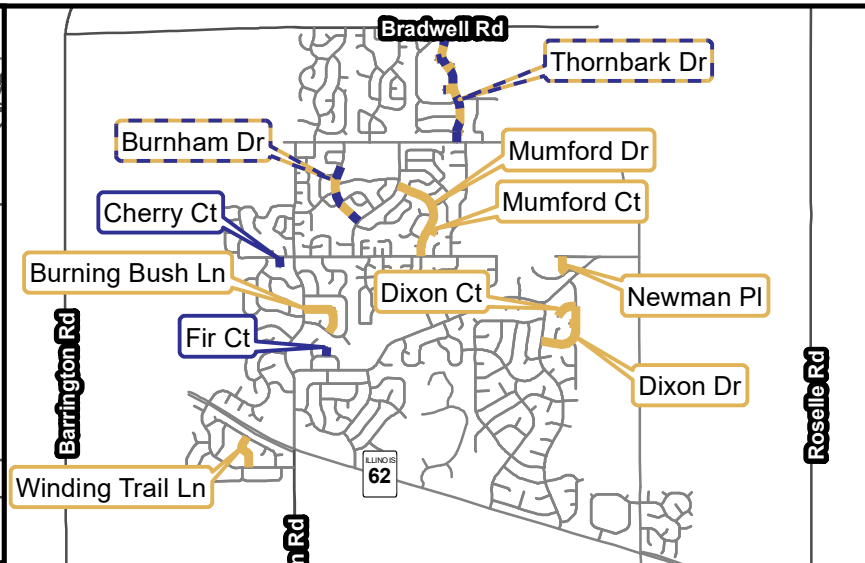 Bradwell Rd
Thornbark Dr
Burnham Dr
Mumford Dr
Mumford Ct
Cherry Ct
Burning Bush Ln
Dixon Ct
Newman Pl
Fir Ct
Dixon Dr
Barrington Rd
Roselle Rd
ILLINOIS
62
Winding Trail Ln
Rd